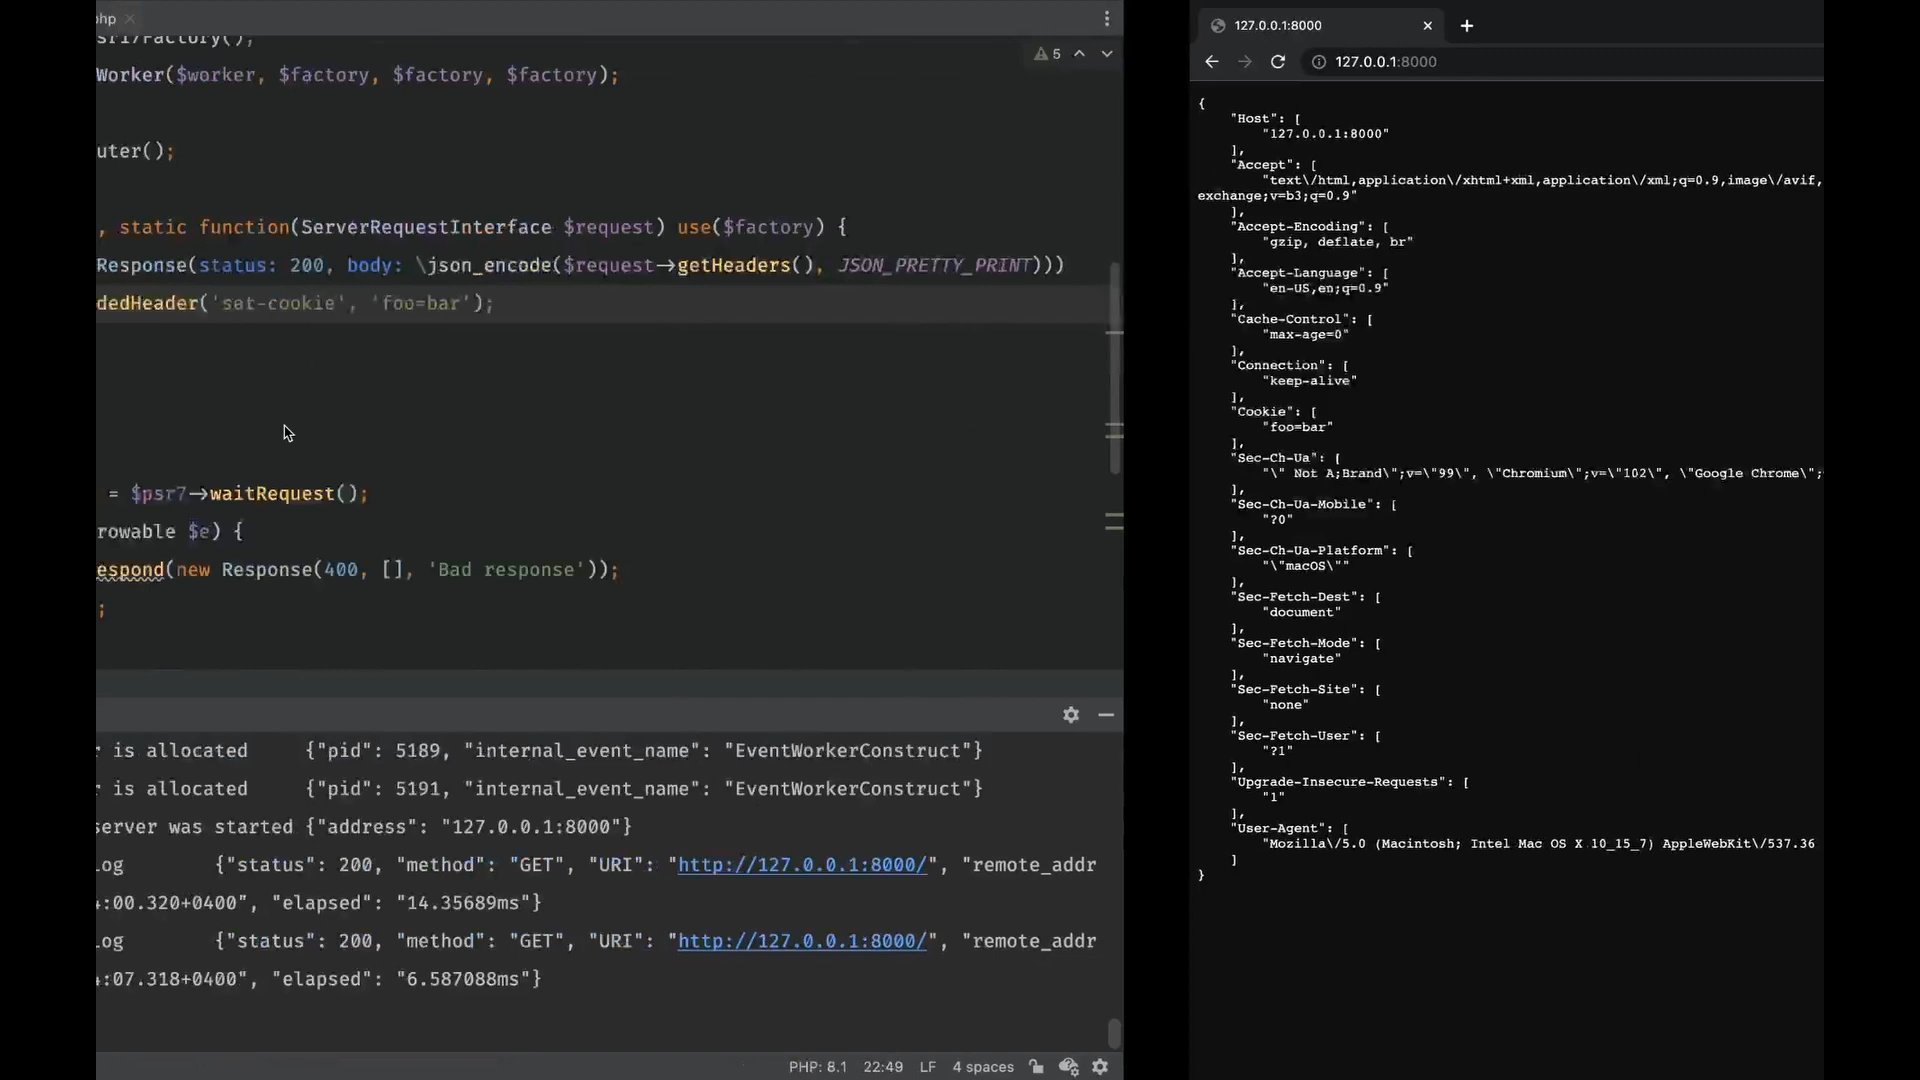 php
sr17Factory();
5
Worker($worker, $factory, $factory, $factory);
uter();
, static function(ServerRequestInterface $request) use($factory) {
Response(status: 200, body: \json_encode($request→getHeaders(), JSON_PRETTY_PRINT)))
dedHeader('set-cookie', 'foo=bar');
= $psr7→waitRequest();
rowable $e) {
espond(new Response(400, [], 'Bad response'));
;
r is allocated {"pid": 5189, "internal_event_name": "EventWorkerConstruct"}
r is allocated {"pid": 5191, "internal_event_name": "EventWorkerConstruct"}
server was started {"address": "127.0.0.1:8000"}
log {"status": 200, "method": "GET", "URI": "http://127.0.0.1:8000/", "remote_addr
4:00.320+0400", "elapsed": "14.35689ms"}
log {"status": 200, "method": "GET", "URI": "http://127.0.0.1:8000/", "remote_addr
4:07.318+0400", "elapsed": "6.587088ms"}
PHP: 8.1 22:49 LF 4 spaces
127.0.0.1:8000
127.0.0.1:8000
{
"Host": [
"127.0.0.1:8000"
],
"Accept": [
"text\/html,application\/xhtml+xml,application\/xml;q=0.9,image\/avif,
exchange;v=b3;q=0.9"
],
"Accept-Encoding": [
"gzip, deflate, br"
],
"Accept-Language": [
"en-US,en;q=0.9"
],
"Cache-Control": [
"max-age=0"
],
"Connection": [
"keep-alive"
],
"Cookie": [
"foo=bar"
],
"Sec-Ch-Ua": [
"\" Not A;Brand\";v=\"99\", \"Chromium\";v=\"102\", \"Google Chrome\";
],
"Sec-Ch-Ua-Mobile": [
"?0"
],
"Sec-Ch-Ua-Platform": [
"\"macOS\""
],
"Sec-Fetch-Dest": [
"document"
],
"Sec-Fetch-Mode": [
"navigate"
],
"Sec-Fetch-Site": [
"none"
],
"Sec-Fetch-User": [
"?1"
],
"Upgrade-Insecure-Requests": [
"1"
],
"User-Agent": [
"Mozilla\/5.0 (Macintosh; Intel Mac OS X 10_15_7) AppleWebKit\/537.36
]
}